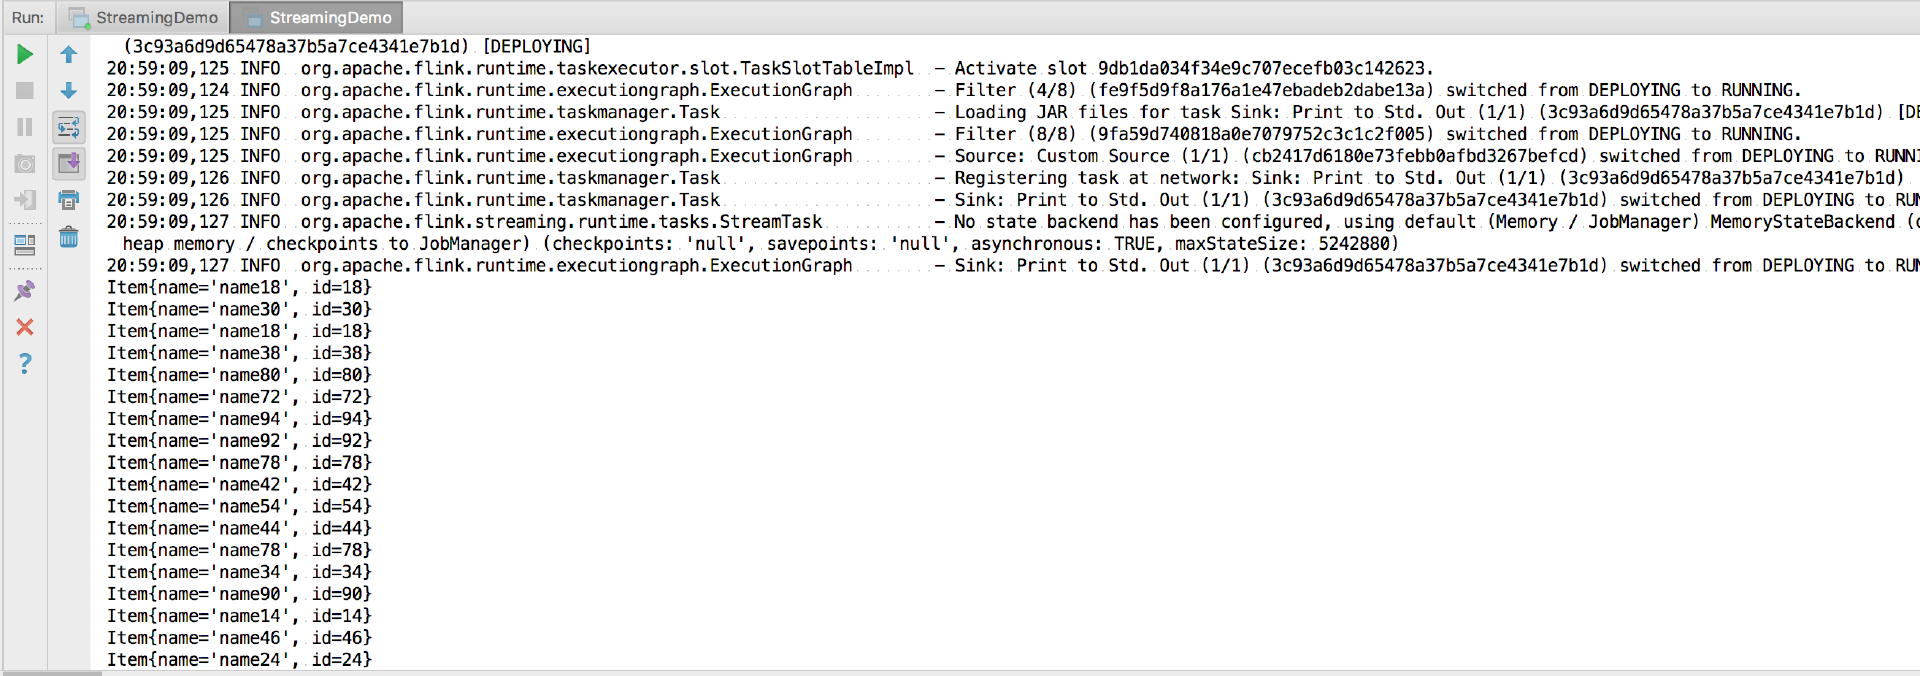 Run: StreamingDemo StreamingDemo
(3c93a6d9d65478a37b5a7ce4341e7b1d) [DEPLOYING]
20:59:09,125 INFO org.apache.flink.runtime.taskexecutor.slot.TaskSlotTableImpl - Activate slot 9db1da034f34e9c707ecefb03c142623.
20:59:09,124 INFO org.apache.flink.runtime.executiongraph.ExecutionGraph - Filter (4/8) (fe9f5d9f8a176a1e47ebadeb2dabe13a) switched from DEPLOYING to RUNNING.
20:59:09,125 INFO org.apache.flink.runtime.taskmanager.Task - Loading JAR files for task Sink: Print to Std. Out (1/1) (3c93a6d9d65478a37b5a7ce4341e7b1d) [DE
20:59:09,125 INFO org.apache.flink.runtime.executiongraph.ExecutionGraph - Filter (8/8) (9fa59d740818a0e7079752c3c1c2f005) switched from DEPLOYING to RUNNING.
20:59:09,125 INFO org.apache.flink.runtime.executiongraph.ExecutionGraph - Source: Custom Source (1/1) (cb2417d6180e73febb0afbd3267befcd) switched from DEPLOYING to RUNNI
20:59:09,126 INFO org.apache.flink.runtime.taskmanager.Task - Registering task at network: Sink: Print to Std. Out (1/1) (3c93a6d9d65478a37b5a7ce4341e7b1d)
20:59:09,126 INFO org.apache.flink.runtime.taskmanager.Task - Sink: Print to Std. Out (1/1) (3c93a6d9d65478a37b5a7ce4341e7b1d) switched from DEPLOYING to RUN
20:59:09,127 INFO org.apache.flink.streaming.runtime.tasks.StreamTask - No state backend has been configured, using default (Memory / JobManager) MemoryStateBackend (
heap memory / checkpoints to JobManager) (checkpoints: 'null', savepoints: 'null', asynchronous: TRUE, maxStateSize: 5242880)
20:59:09,127 INFO org.apache.flink.runtime.executiongraph.ExecutionGraph - Sink: Print to Std. Out (1/1) (3c93a6d9d65478a37b5a7ce4341e7b1d) switched from DEPLOYING to RUN
Item{name='name18', id=18}
Item{name='name30', id=30}
Item{name='name18', id=18}
Item{name='name38', id=38}
Item{name='name80', id=80}
Item{name='name72', id=72}
Item{name='name94', id=94}
Item{name='name92', id=92}
Item{name='name78', id=78}
Item{name='name42', id=42}
Item{name='name54', id=54}
Item{name='name44', id=44}
Item{name='name78', id=78}
Item{name='name34', id=34}
Item{name='name90', id=90}
Item{name='name14', id=14}
Item{name='name46', id=46}
Item{name='name24', id=24}